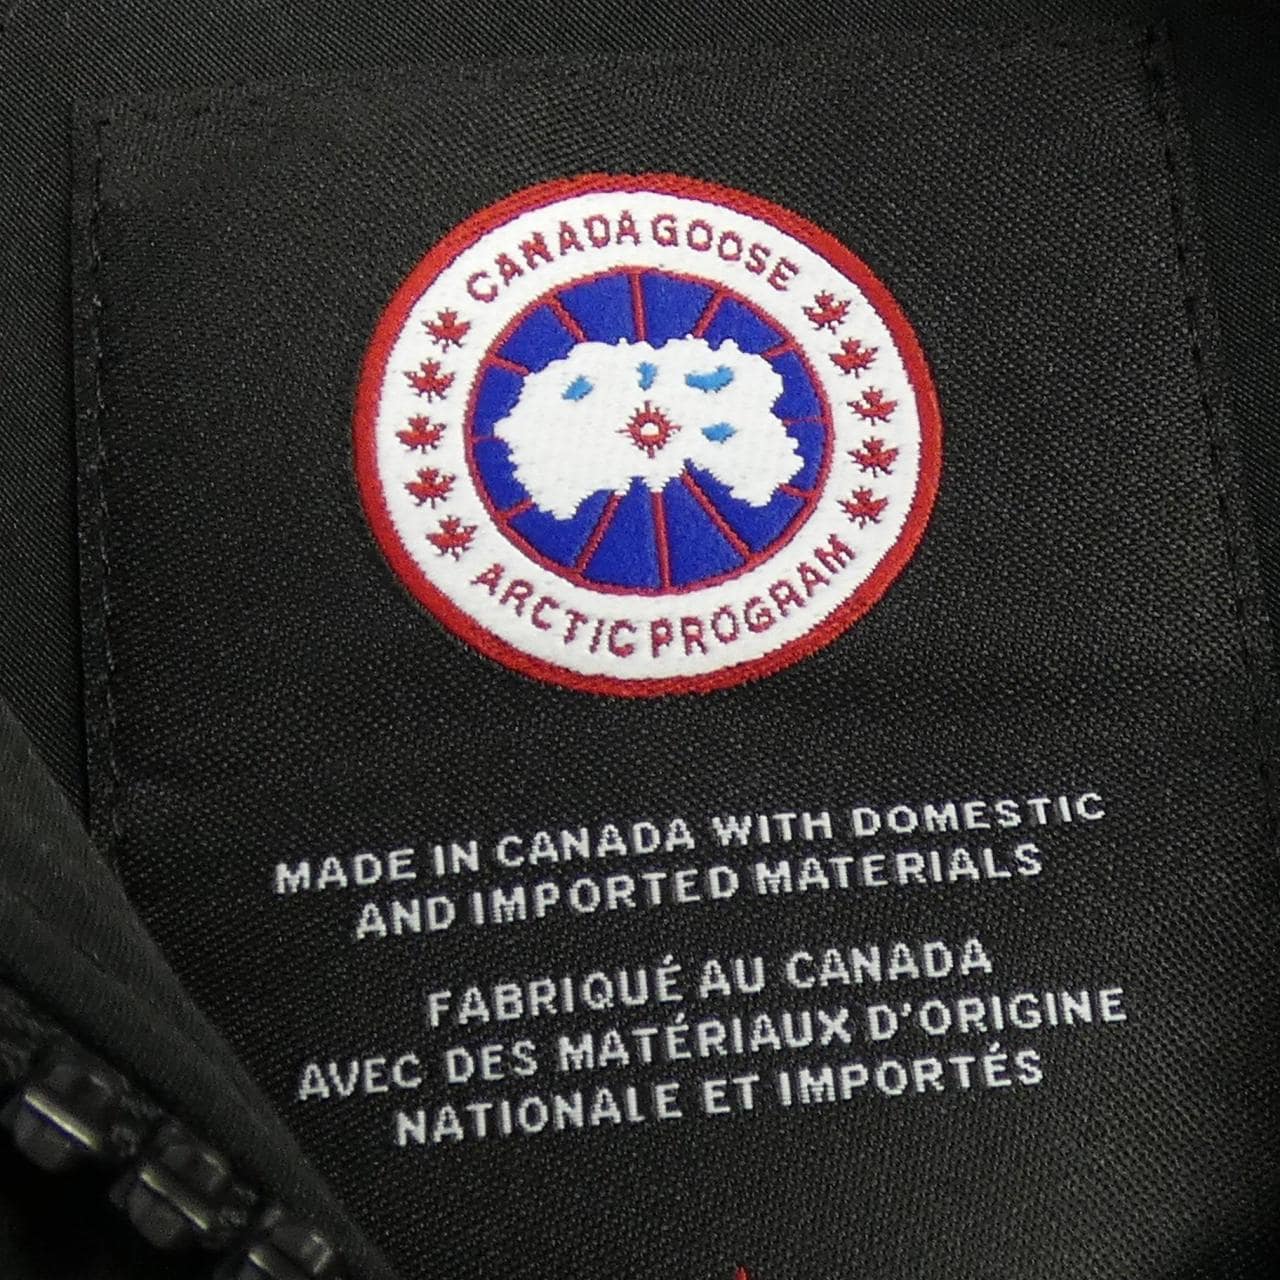 CANADA GOOSE
ARCTIC PROGRAM
MADE IN CANADA WITH DOMESTIC
AND IMPORTED MATERIALS
FABRIQUÉ AU CANADA
AVEC DES MATÉRIAUX D'ORIGINE
NATIONALE ET IMPORTÉS